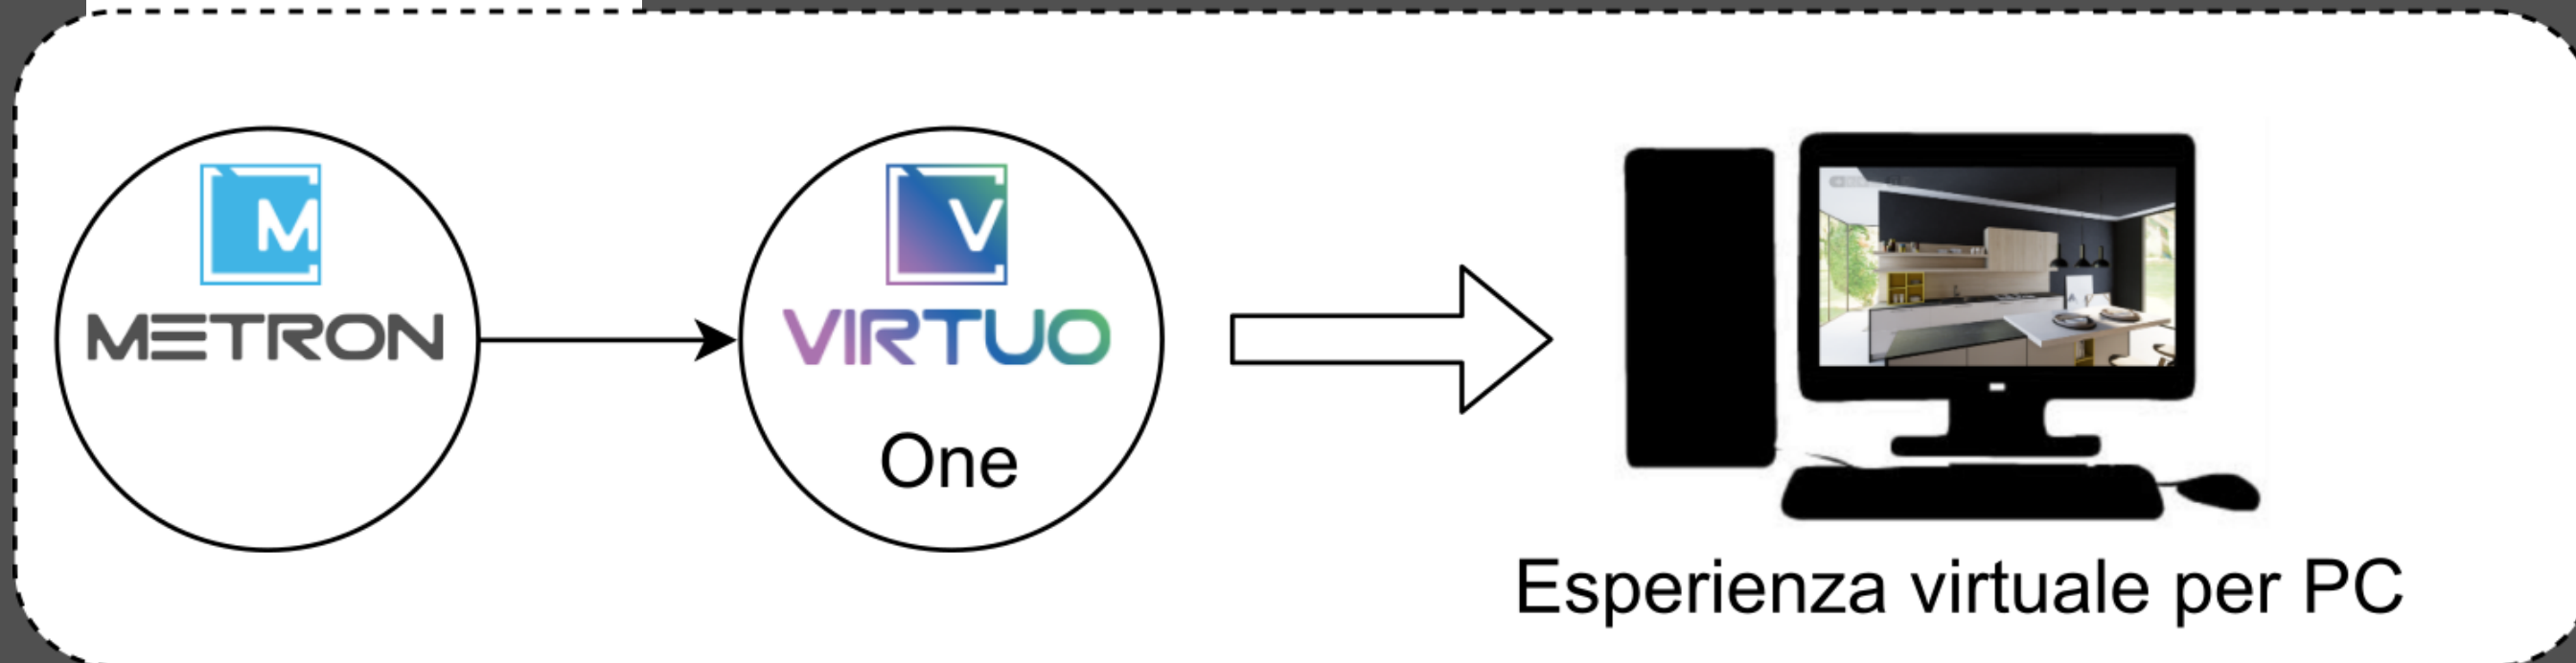 M
METRON
V
VIRTUO
One
Esperienza virtuale per PC